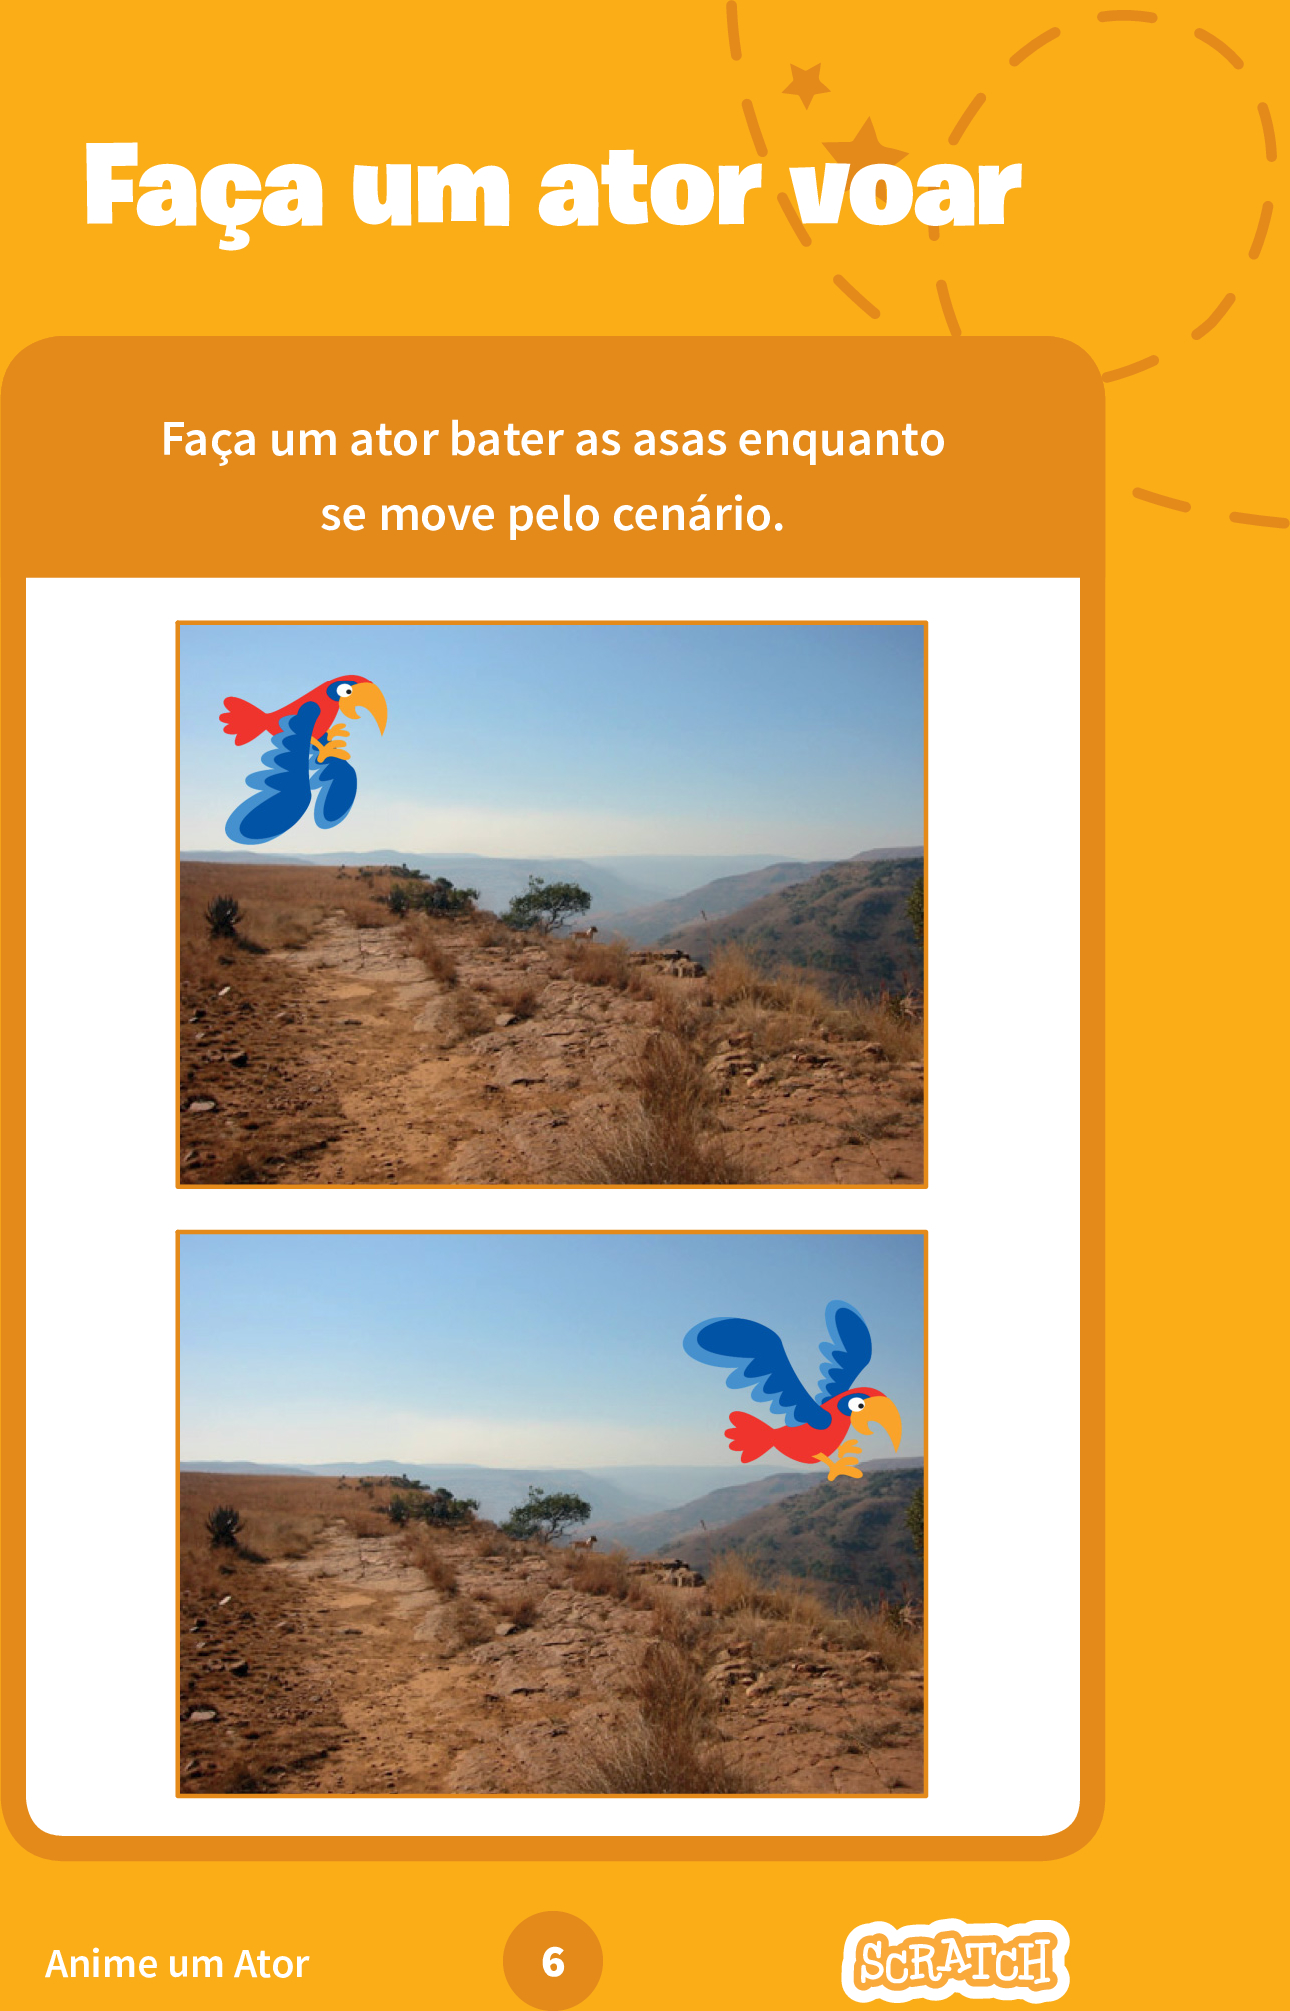 Faça um ator voar
Faça um ator bater as asas enquanto
se move pelo cenário.
Anime um Ator
6
SCRATCH